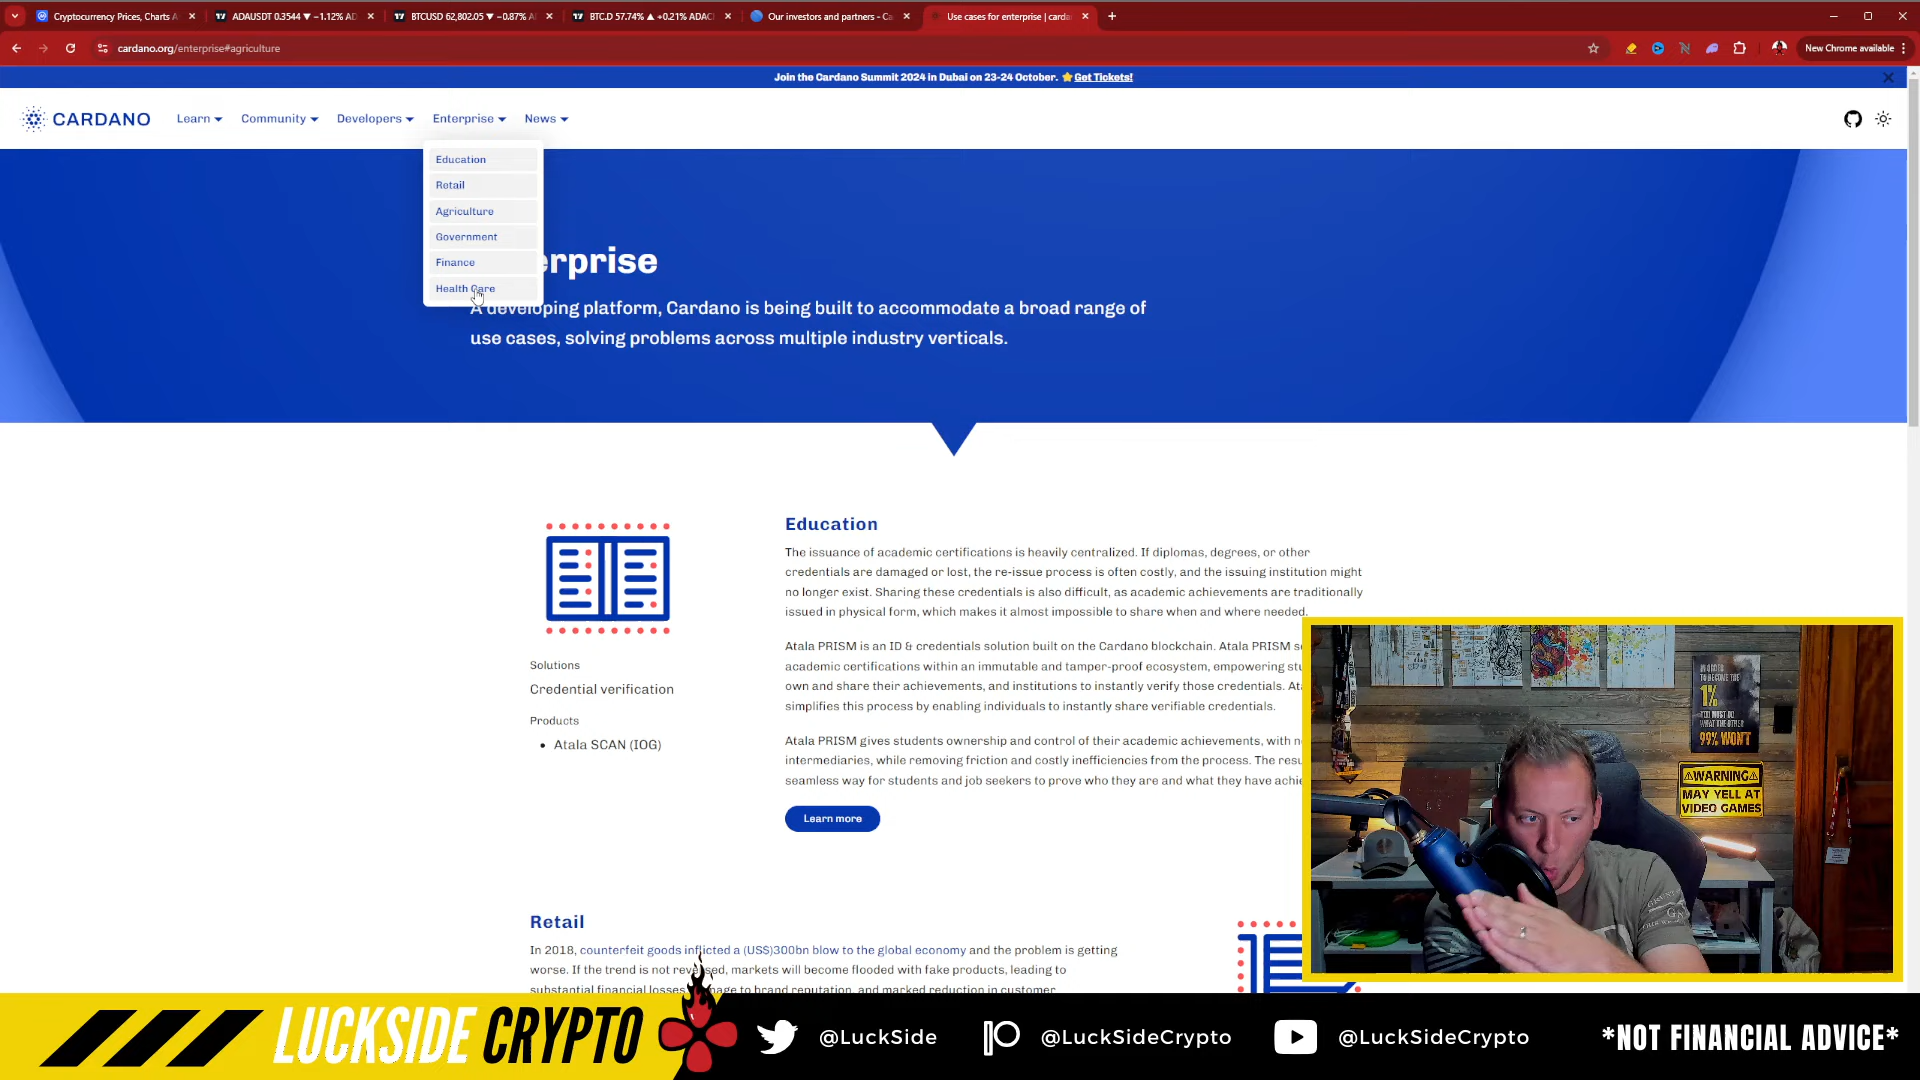 Cryptocurrency Prices, Charts A
ADAUSDT 0.3544 ▼ −1.12% AD
BTCUSD 62,802.05 ▼ −0.87% A
BTC.D 57.74% ▲ +0.21% ADAC
Our investors and partners - Ca
Use cases for enterprise | carda
cardano.org/enterprise#agriculture
New Chrome available
Join the Cardano Summit 2024 in Dubai on 23-24 October. ⭐ Get Tickets!
CARDANO
Learn
Community
Developers
Enterprise
News
Education
Retail
Agriculture
Government
Finance
Health Care
erprise
A developing platform, Cardano is being built to accommodate a broad range of
use cases, solving problems across multiple industry verticals.
Solutions
Credential verification
Products
• Atala SCAN (IOG)
Education
The issuance of academic certifications is heavily centralized. If diplomas, degrees, or other
credentials are damaged or lost, the re-issue process is often costly, and the issuing institution might
no longer exist. Sharing these credentials is also difficult, as academic achievements are traditionally
issued in physical form, which makes it almost impossible to share when and where needed.
Atala PRISM is an ID & credentials solution built on the Cardano blockchain. Atala PRISM s
academic certifications within an immutable and tamper-proof ecosystem, empowering stu
own and share their achievements, and institutions to instantly verify those credentials. At
simplifies this process by enabling individuals to instantly share verifiable credentials.
Atala PRISM gives students ownership and control of their academic achievements, with n
intermediaries, while removing friction and costly inefficiencies from the process. The resu
seamless way for students and job seekers to prove who they are and what they have achie
Learn more
Retail
In 2018, counterfeit goods inflicted a (US$)300bn blow to the global economy and the problem is getting
worse. If the trend is not reversed, markets will become flooded with fake products, leading to
substantial financial losses, damage to brand reputation, and marked reduction in customer
IN ORDER
TO BECOME THE
1%
YOU MUST DO
WHAT THE OTHER
99% WON'T
⚠WARNING⚠
MAY YELL AT
VIDEO GAMES
LUCKSIDE CRYPTO
@LuckSide
@LuckSideCrypto
@LuckSideCrypto
*NOT FINANCIAL ADVICE*